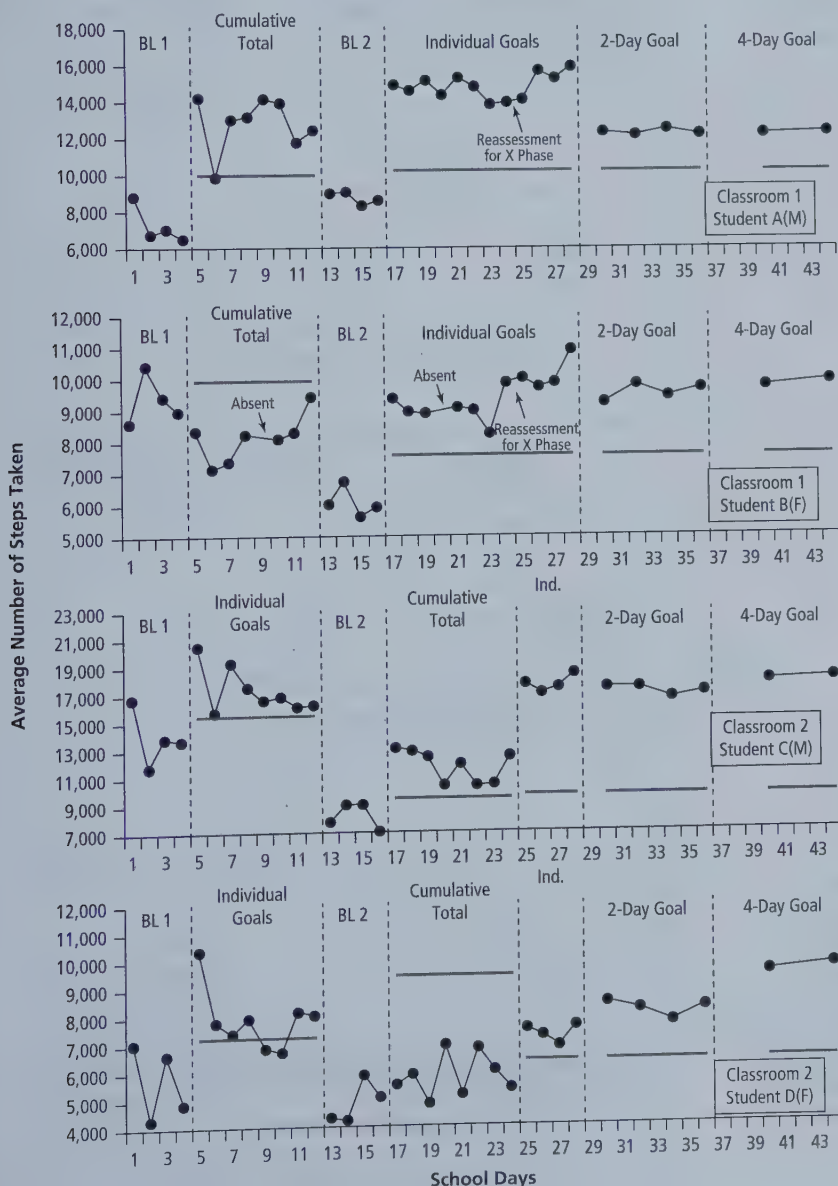 Average Number of Steps Taken
BL 1
Cumulative
Total
BL 2
Individual Goals
2-Day Goal
4-Day Goal
18,000
16,000
14,000
12,000
10,000
8,000
6,000
Reassessment
for X Phase
Classroom 1
Student A(M)
1 3 5 7 9 11 13 15 17 19 21 23 25 27 29 31 33 35 37 39 41 43
BL 1
Cumulative
Total
BL 2
Individual Goals
2-Day Goal
4-Day Goal
12,000
11,000
10,000
9,000
8,000
7,000
6,000
5,000
Absent
Absent
Reassessment
for X Phase
Classroom 1
Student B(F)
1 3 5 7 9 11 13 15 17 19 21 23 25 27 29 31 33 35 37 39 41 43
BL 1
Individual
Goals
BL 2
Cumulative
Total
Ind.
2-Day Goal
4-Day Goal
23,000
21,000
19,000
17,000
15,000
13,000
11,000
9,000
7,000
Classroom 2
Student C(M)
1 3 5 7 9 11 13 15 17 19 21 23 25 27 29 31 33 35 37 39 41 43
BL 1
Individual
Goals
BL 2
Cumulative
Total
Ind.
2-Day Goal
4-Day Goal
12,000
11,000
10,000
9,000
8,000
7,000
6,000
5,000
4,000
Classroom 2
Student D(F)
1 3 5 7 9 11 13 15 17 19 21 23 25 27 29 31 33 35 37 39 41 43
School Days